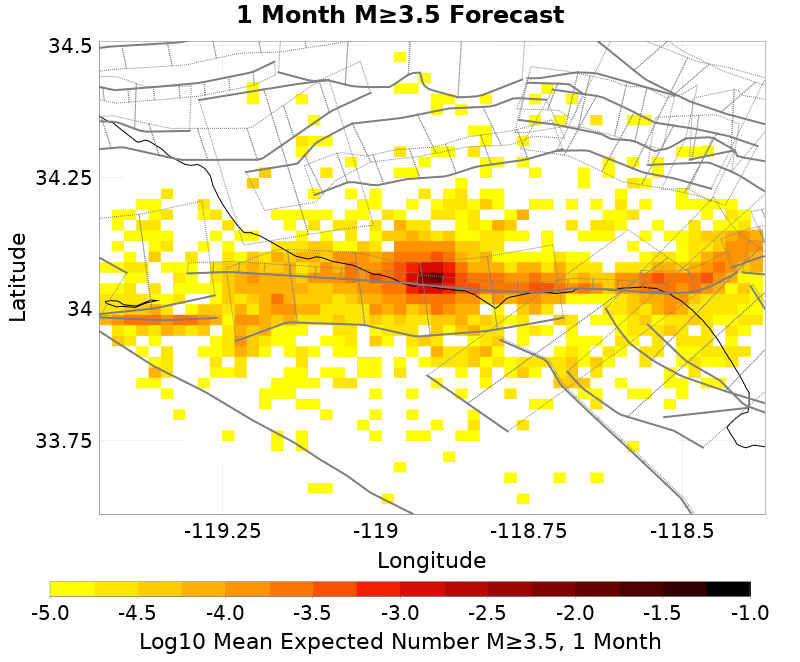 1 Month M≥3.5 Forecast
34.5
34.25
34
33.75
Latitude
-119.25 -119 -118.75 -118.5
Longitude
-5.0 -4.5 -4.0 -3.5 -3.0 -2.5 -2.0 -1.5 -1.0
Log10 Mean Expected Number M≥3.5, 1 Month